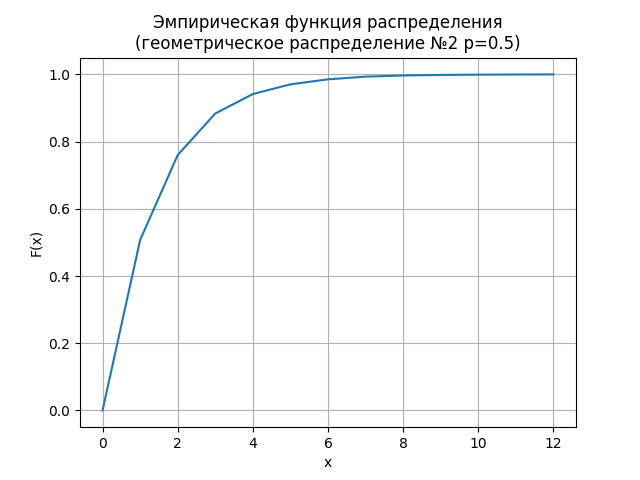 Эмпирическая функция распределения
(геометрическое распределение №2 p=0.5)
1.0
0.8
0.6
0.4
0.2
0.0
F(x)
0 2 4 6 8 10 12
x